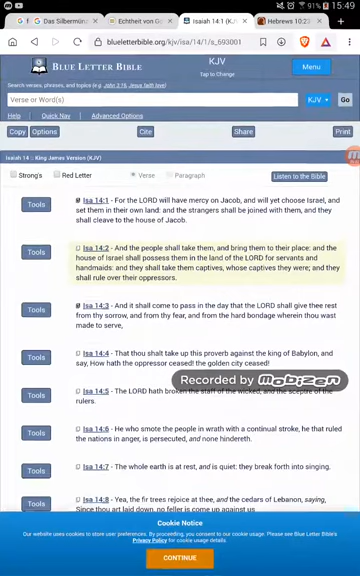 15:49
Das Silbermün
Echtheit von G
Isaiah 14:1 (
Hebrews 10:23
blueletterbible.org/kjv/isa/14/1/s_693001
BLUE LETTER BIBLE
KJV
Tap to Change
Menu
Search verses, phrases, and topics (e.g. John 3:16, Jesus faith love)
Verse or Word(s)
KJV
Go
Help Quick Nav Advanced Options
Copy Options Cite Share Print
Isaiah 14 :: King James Version (KJV)
Strong's Red Letter Verse Paragraph Listen to the Bible
Tools
Isa 14:1 - For the LORD will have mercy on Jacob, and will yet choose Israel, and
set them in their own land: and the strangers shall be joined with them, and they
shall cleave to the house of Jacob.
Tools
Isa 14:2 - And the people shall take them, and bring them to their place: and the
house of Israel shall possess them in the land of the LORD for servants and
handmaids: and they shall take them captives, whose captives they were; and they
shall rule over their oppressors.
Tools
Isa 14:3 - And it shall come to pass in the day that the LORD shall give thee rest
from thy sorrow, and from thy fear, and from the hard bondage wherein thou wast
made to serve,
Tools
Isa 14:4 - That thou shalt take up this proverb against the king of Babylon, and
say, How hath the oppressor ceased! the golden city ceased!
Recorded by mobizen
Tools
Isa 14:5 - The LORD hath broken the staff of the wicked, and the sceptre of the
rulers.
Tools
Isa 14:6 - He who smote the people in wrath with a continual stroke, he that ruled
the nations in anger, is persecuted, and none hindereth.
Tools
Isa 14:7 - The whole earth is at rest, and is quiet: they break forth into singing.
Tools
Isa 14:8 - Yea, the fir trees rejoice at thee, and the cedars of Lebanon, saying,
Since thou art laid down, no feller is come up against us
Cookie Notice
Our website uses cookies to store user preferences. By proceeding, you consent to our cookie usage. Please see Blue Letter Bible's
Privacy Policy for cookie usage details.
CONTINUE